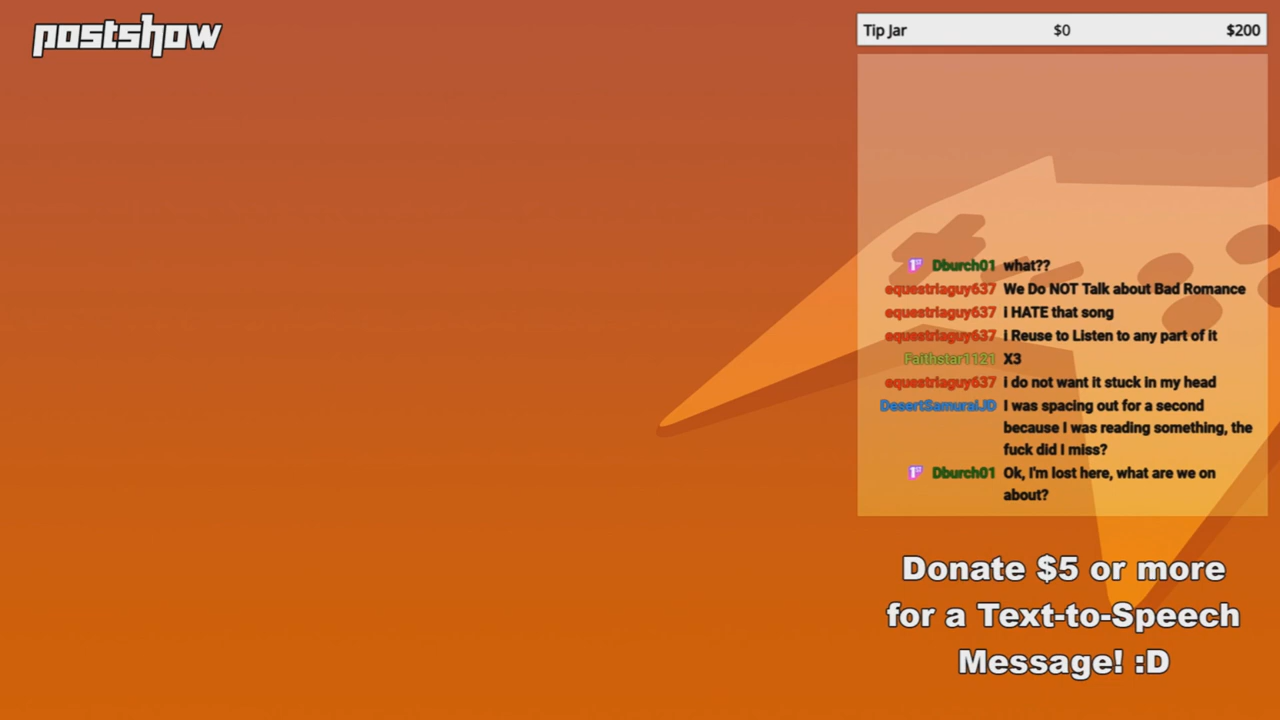 postshow
Tip Jar $0 $200
Dburch01 what??
equestriaguy637 We Do NOT Talk about Bad Romance
equestriaguy637 i HATE that song
equestriaguy637 i Reuse to Listen to any part of it
Faithstar1121 X3
equestriaguy637 i do not want it stuck in my head
DesertSamuraiJD I was spacing out for a second
because I was reading something, the
fuck did I miss?
Dburch01 Ok, I'm lost here, what are we on
about?
Donate $5 or more
for a Text-to-Speech
Message! :D